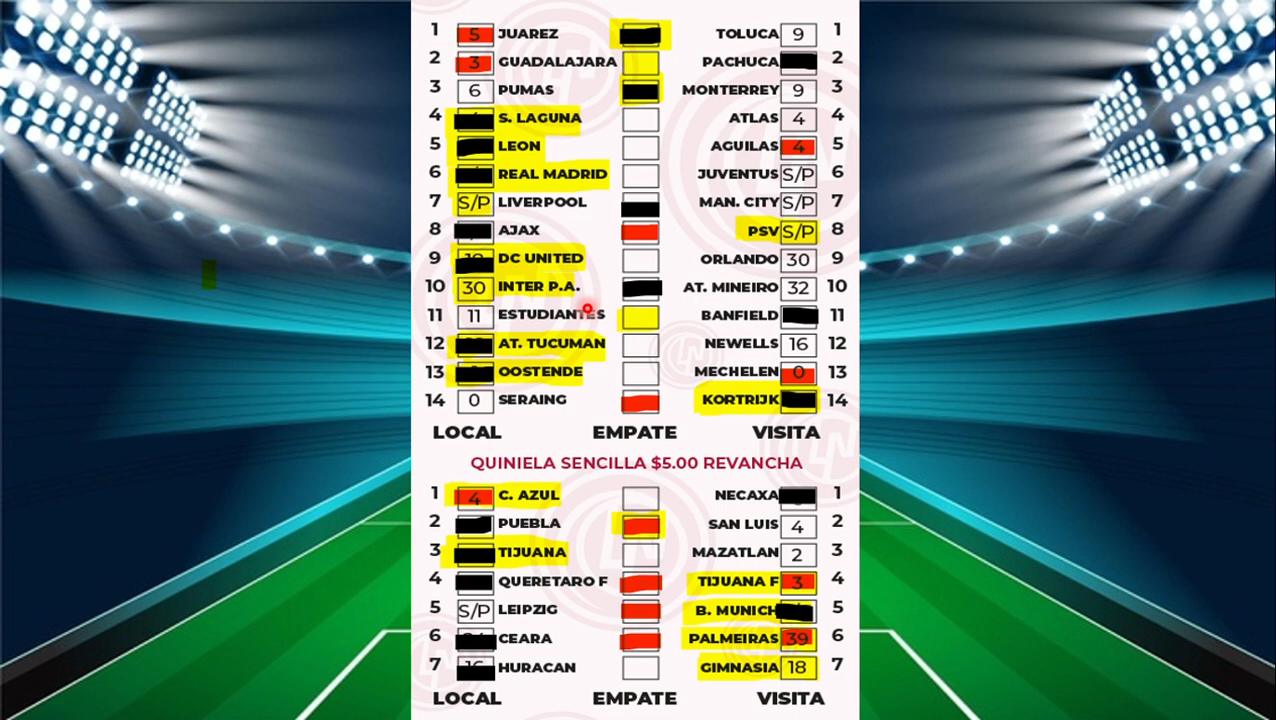 1 5 JUAREZ TOLUCA 9 1
2 3 GUADALAJARA PACHUCA 2
3 6 PUMAS MONTERREY 9 3
4 S. LAGUNA ATLAS 4 4
5 LEON AGUILAS 4 5
6 REAL MADRID JUVENTUS S/P 6
7 S/P LIVERPOOL MAN. CITY S/P 7
8 AJAX PSV S/P 8
9 DC UNITED ORLANDO 30 9
10 30 INTER P.A. AT. MINEIRO 32 10
11 11 ESTUDIANTES BANFIELD 11
12 AT. TUCUMAN NEWELLS 16 12
13 OOSTENDE MECHELEN 0 13
14 0 SERAING KORTRIJK 14
LOCAL EMPATE VISITA
QUINIELA SENCILLA $5.00 REVANCHA
1 4 C. AZUL NECAXA 1
2 PUEBLA SAN LUIS 4 2
3 TIJUANA MAZATLAN 2 3
4 QUERETARO F TIJUANA F 3 4
5 S/P LEIPZIG B. MUNICH 5
6 CEARA PALMEIRAS 39 6
7 HURACAN GIMNASIA 18 7
LOCAL EMPATE VISITA